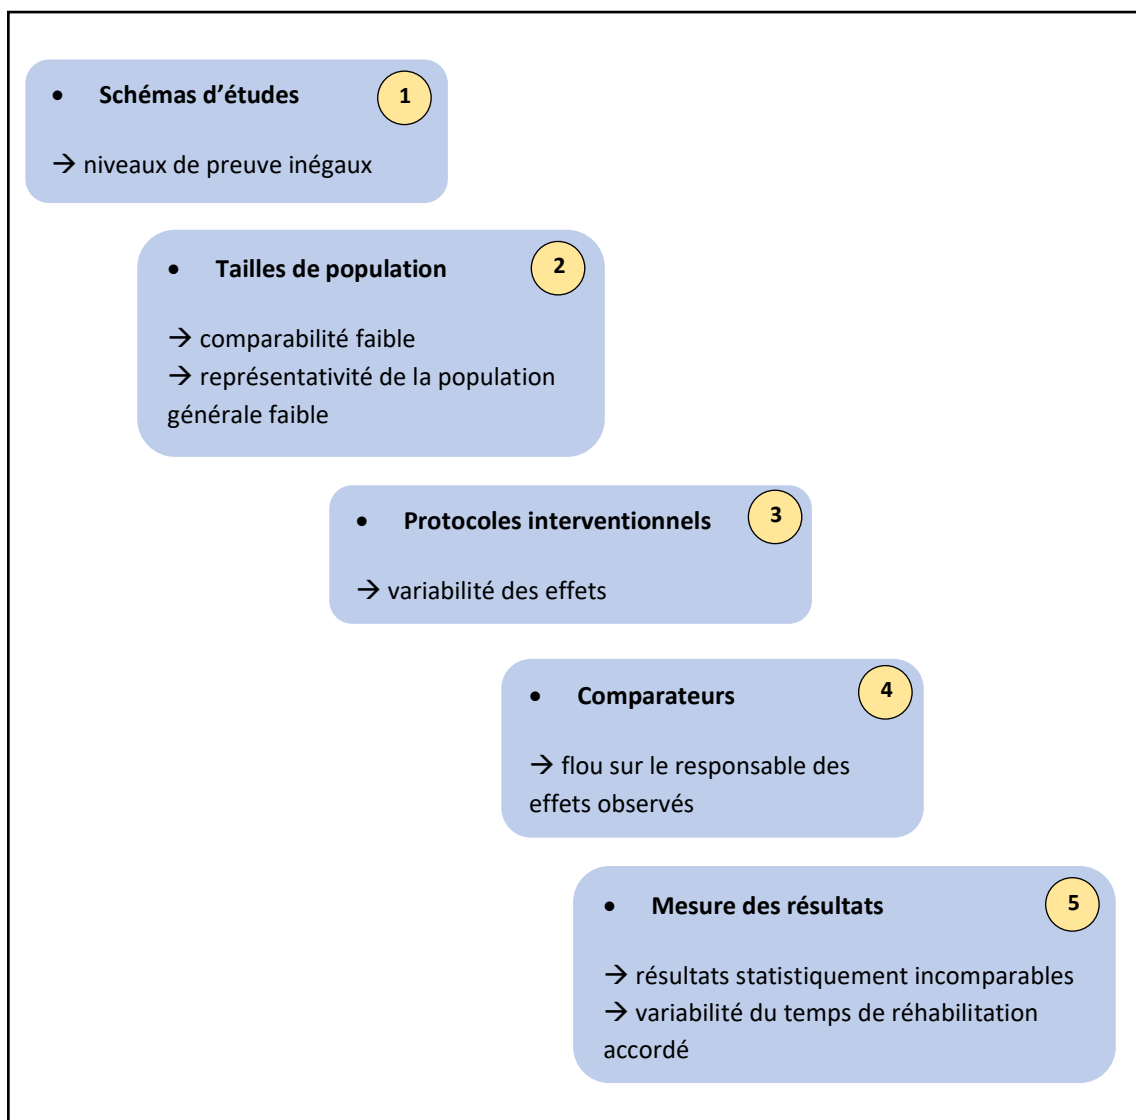 • Schémas d’études 1
→ niveaux de preuve inégaux
• Tailles de population 2
→ comparabilité faible
→ représentativité de la population
générale faible
• Protocoles interventionnels 3
→ variabilité des effets
• Comparateurs 4
→ flou sur le responsable des
effets observés
• Mesure des résultats 5
→ résultats statistiquement incomparables
→ variabilité du temps de réhabilitation
accordé